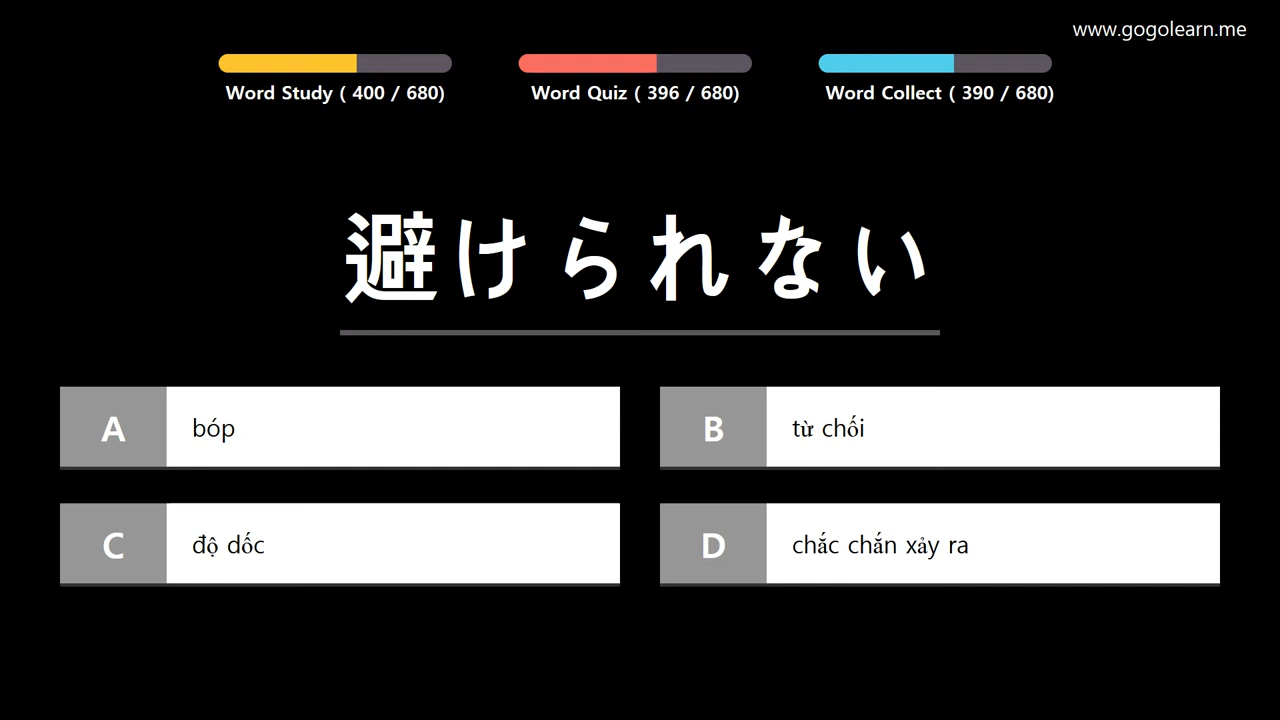 www.gogolearn.me
Word Study ( 400 / 680)
Word Quiz ( 396 / 680)
Word Collect ( 390 / 680)
避けられない
A bóp
B từ chối
C độ dốc
D chắc chắn xảy ra